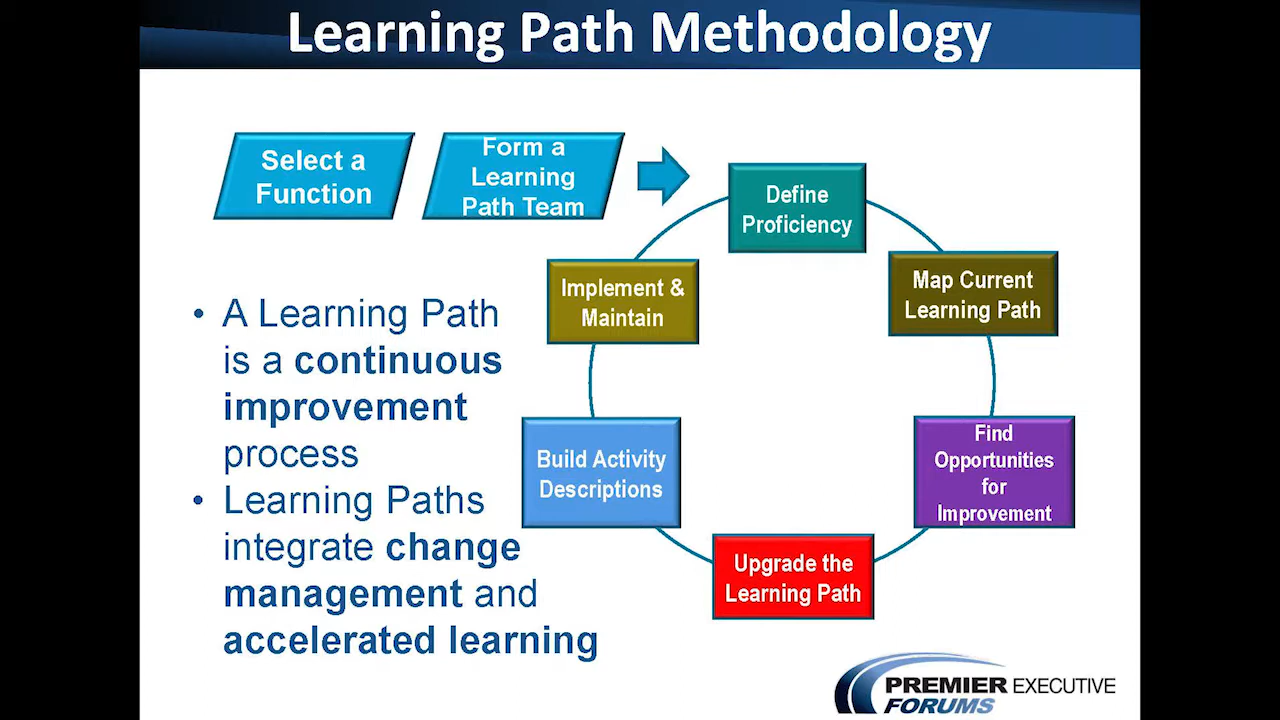 Learning Path Methodology
Select a
Function
Form a
Learning
Path Team
Define
Proficiency
Map Current
Learning Path
Find
Opportunities
for
Improvement
Upgrade the
Learning Path
Build Activity
Descriptions
Implement &
Maintain
• A Learning Path
is a continuous
improvement
process
• Learning Paths
integrate change
management and
accelerated learning
PREMIER EXECUTIVE
FORUMS